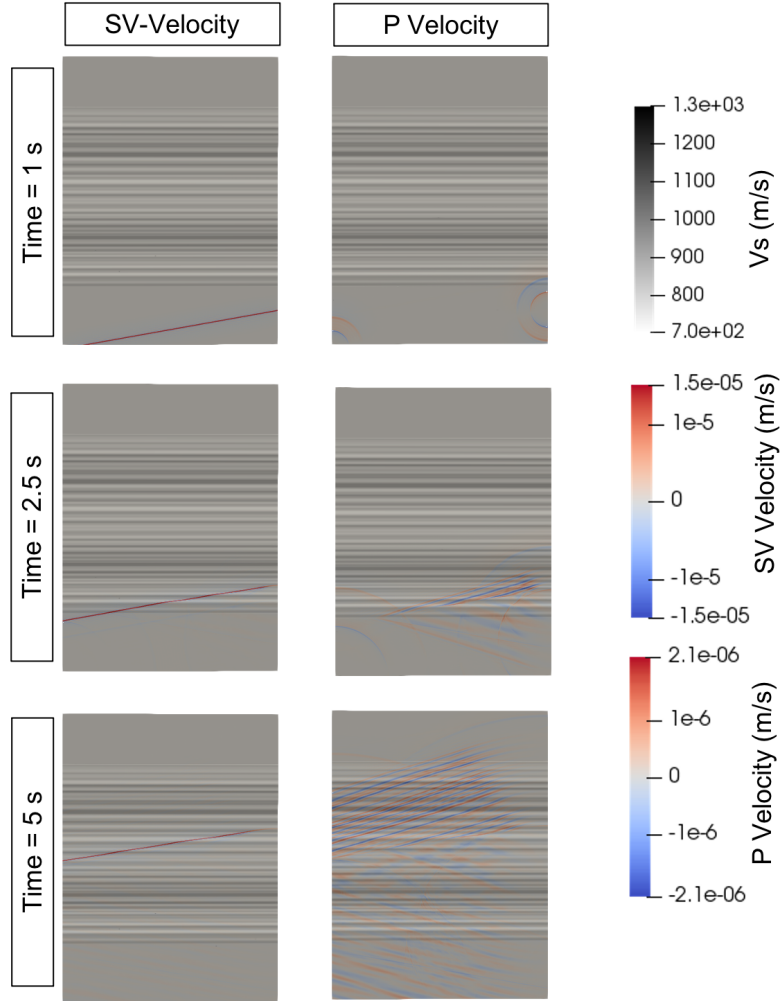 SV-Velocity
P Velocity
Time = 1 s
1.3e+03
1200
1100
1000
900
800
7.0e+02
Vs (m/s)
Time = 2.5 s
1.5e-05
1e-5
0
-1e-5
-1.5e-05
SV Velocity (m/s)
Time = 5 s
2.1e-06
1e-6
0
-1e-6
-2.1e-06
P Velocity (m/s)